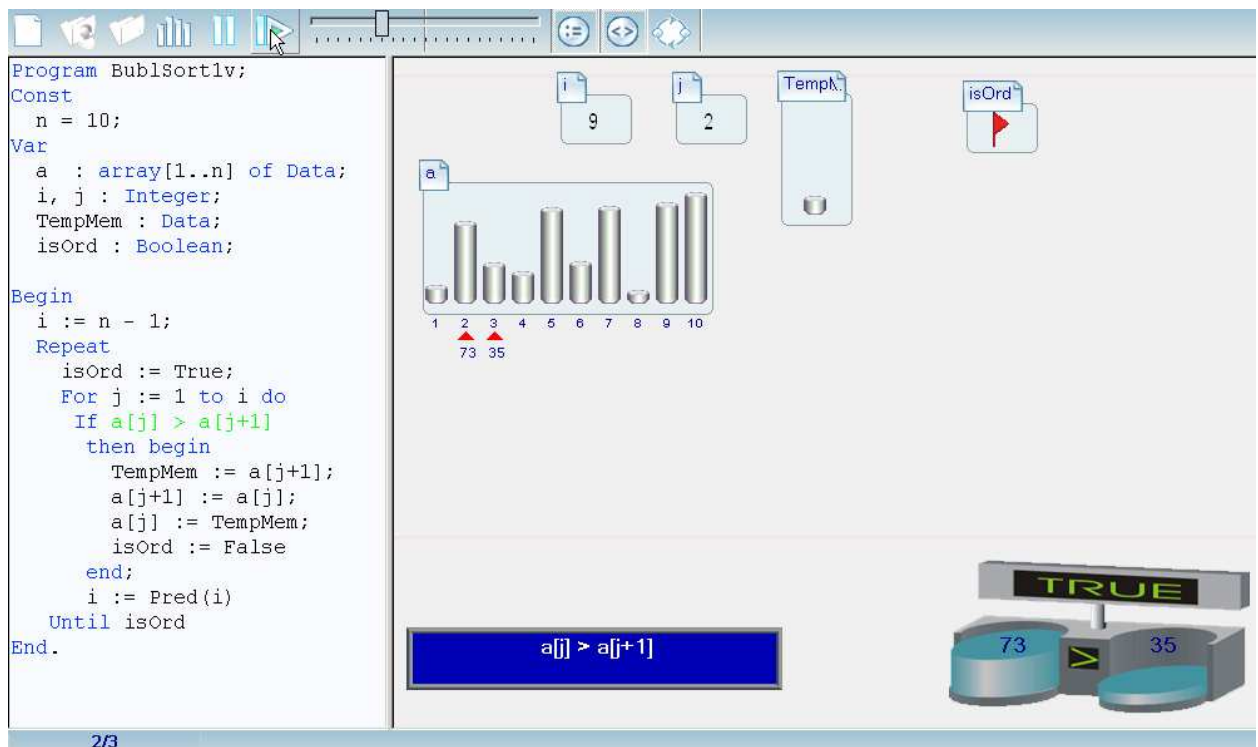 Program BublSort1v;
Const
n = 10;
Var
a : array[1..n] of Data;
i, j : Integer;
TempMem : Data;
isOrd : Boolean;
Begin
i := n - 1;
Repeat
isOrd := True;
For j := 1 to i do
If a[j] > a[j+1]
then begin
TempMem := a[j+1];
a[j+1] := a[j];
a[j] := TempMem;
isOrd := False
end;
i := Pred(i)
Until isOrd
End.
i
9
j
2
isOrd
a
1 2 3 4 5 6 7 8 9 10
73 35
a[j] > a[j+1]
TRUE
73 > 35
2/3